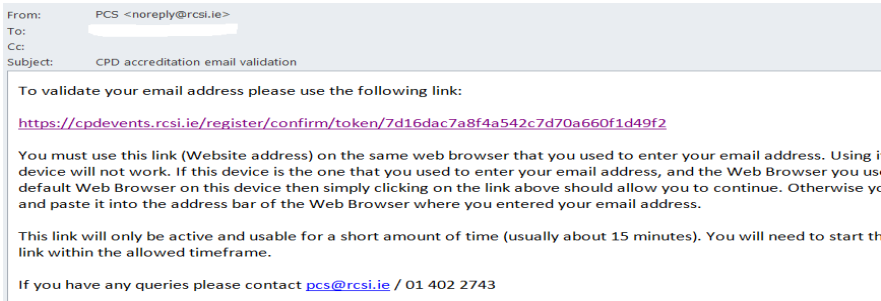 From: PCS <noreply@rcsi.ie>
To:
Cc:
Subject: CPD accreditation email validation
To validate your email address please use the following link:
https://cpdevents.rcsi.ie/register/confirm/token/7d16dac7a8f4a542c7d70a660f1d49f2
You must use this link (Website address) on the same web browser that you used to enter your email address. Using
device will not work. If this device is the one that you used to enter your email address, and the Web Browser you
default Web Browser on this device then simply clicking on the link above should allow you to continue. Otherwise
and paste it into the address bar of the Web Browser where you entered your email address.
This link will only be active and usable for a short amount of time (usually about 15 minutes). You will need to start
link within the allowed timeframe.
If you have any queries please contact pcs@rcsi.ie / 01 402 2743